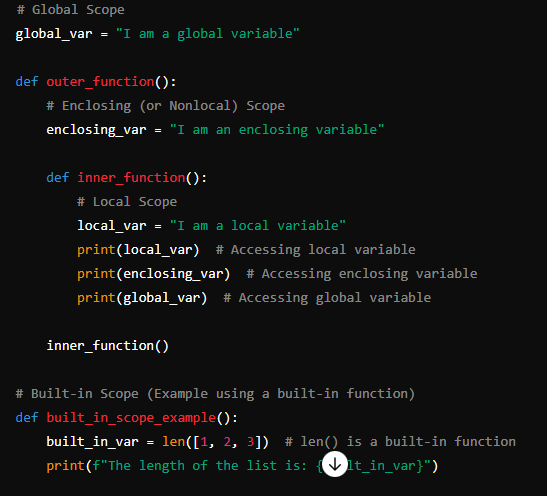 # Global Scope
global_var = "I am a global variable"
def outer_function():
    # Enclosing (or Nonlocal) Scope
    enclosing_var = "I am an enclosing variable"
    def inner_function():
        # Local Scope
        local_var = "I am a local variable"
        print(local_var)  # Accessing local variable
        print(enclosing_var)  # Accessing enclosing variable
        print(global_var)  # Accessing global variable
    inner_function()
# Built-in Scope (Example using a built-in function)
def built_in_scope_example():
    built_in_var = len([1, 2, 3])  # len() is a built-in function
    print(f"The length of the list is: {lt_in_var}")